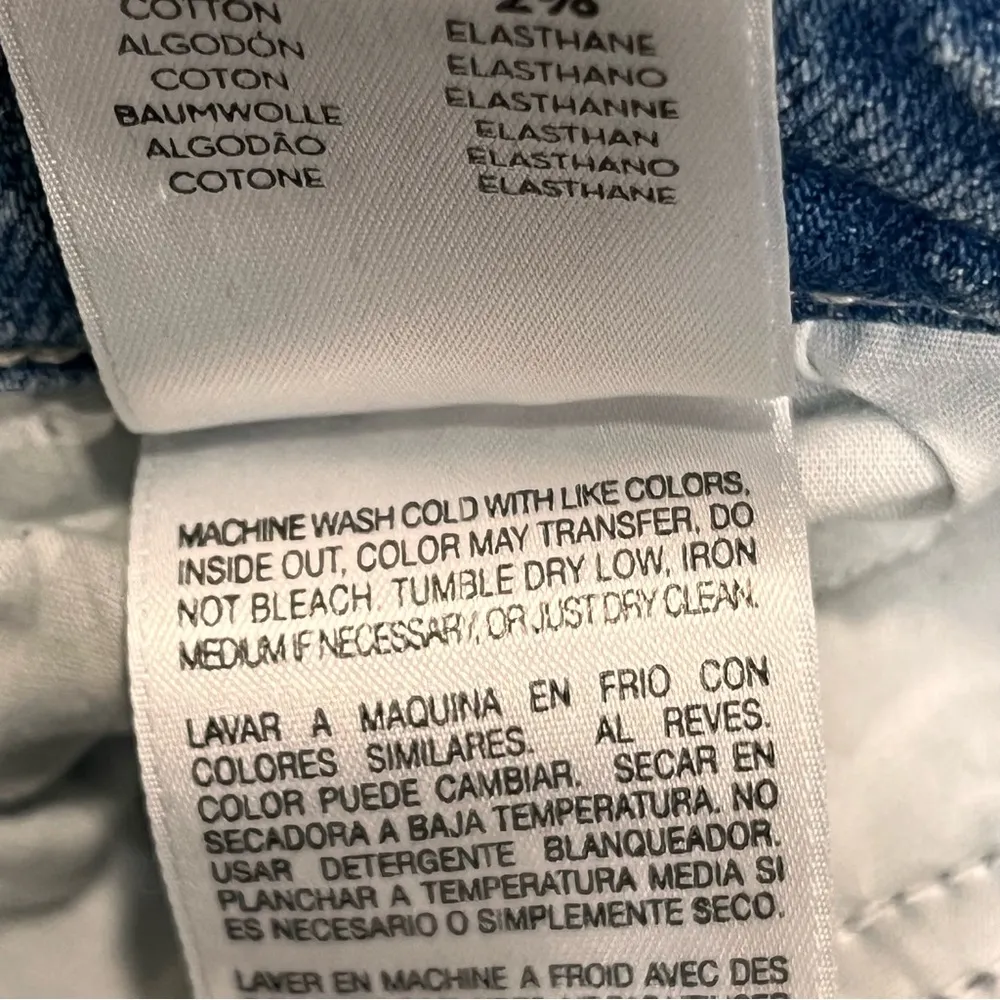 COTTON
ALGODÓN
COTON
BAUMWOLLE
ALGODÃO
COTONE
2%
ELASTHANE
ELASTHANO
ELASTHANNE
ELASTHAN
ELASTHANO
ELASTHANE
MACHINE WASH COLD WITH LIKE COLORS,
INSIDE OUT, COLOR MAY TRANSFER, DO
NOT BLEACH. TUMBLE DRY LOW, IRON
MEDIUM IF NECESSARY, OR JUST DRY CLEAN.
LAVAR A MAQUINA EN FRIO CON
COLORES SIMILARES. AL REVES.
COLOR PUEDE CAMBIAR. SECAR EN
SECADORA A BAJA TEMPERATURA. NO
USAR DETERGENTE BLANQUEADOR.
PLANCHAR A TEMPERATURA MEDIA SI
ES NECESARIO O SIMPLEMENTE SECO.
LAVER EN MACHINE A FROID AVEC DES